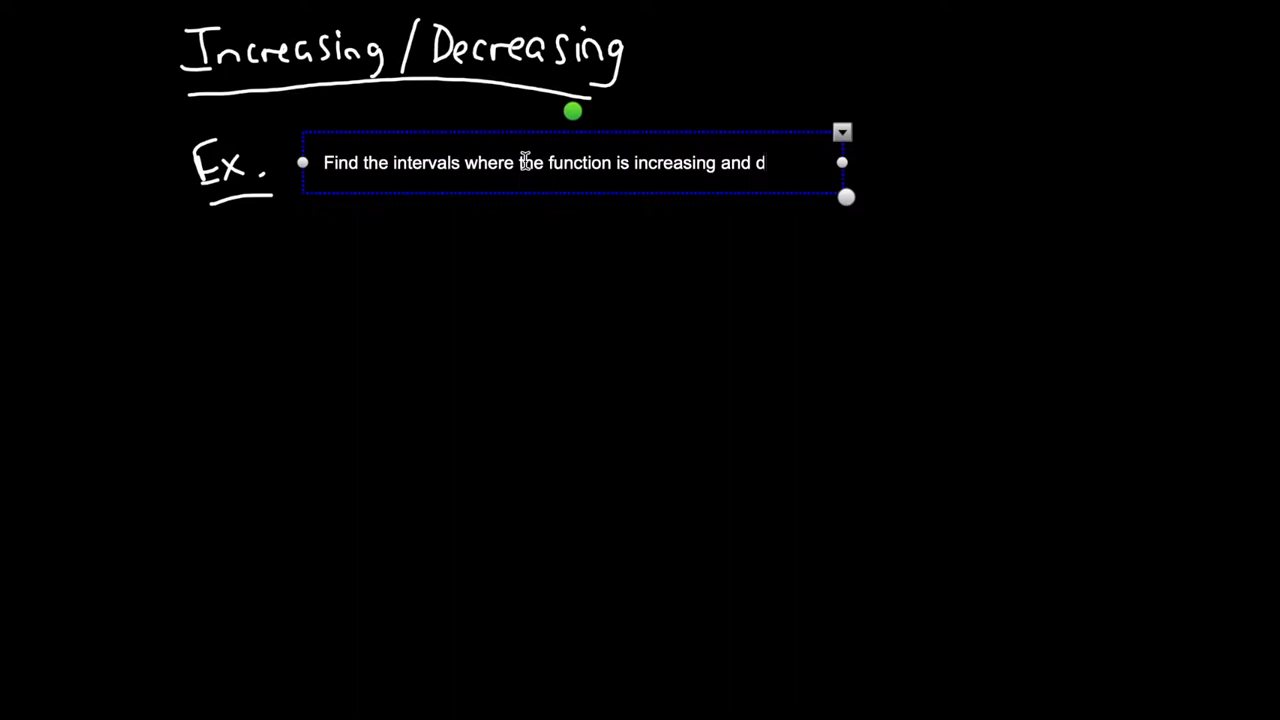 Increasing / Decreasing
Ex. Find the intervals where the function is increasing and d